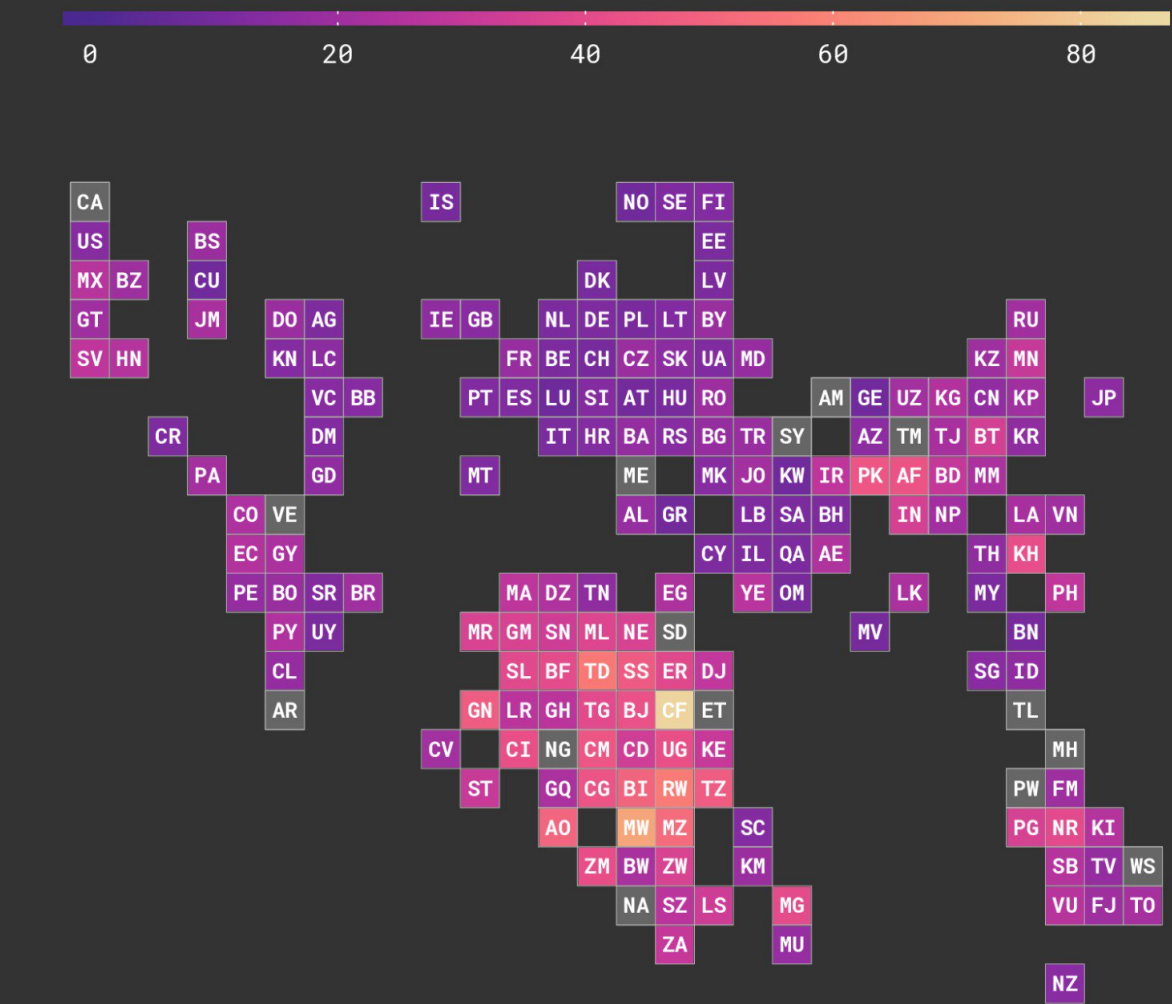 0 20 40 60 80
CA IS NO SE FI
US BS EE
MX BZ CU DK LV
GT JM DO AG IE GB NL DE PL LT BY RU
SV HN KN LC FR BE CH CZ SK UA MD KZ MN
VC BB PT ES LU SI AT HU RO AM GE UZ KG CN KP JP
CR DM IT HR BA RS BG TR SY AZ TM TJ BT KR
PA GD MT ME MK JO KW IR PK AF BD MM
CO VE AL GR LB SA BH IN NP LA VN
EC GY CY IL QA AE TH KH
PE BO SR BR MA DZ TN EG YE OM LK MY PH
PY UY MR GM SN ML NE SD MV BN
CL SL BF TD SS ER DJ SG ID
AR GN LR GH TG BJ CF ET TL
CV CI NG CM CD UG KE MH
ST GQ CG BI RW TZ PW FM
AO MW MZ SC PG NR KI
ZM BW ZW KM SB TV WS
NA SZ LS MG VU FJ TO
ZA MU
NZ